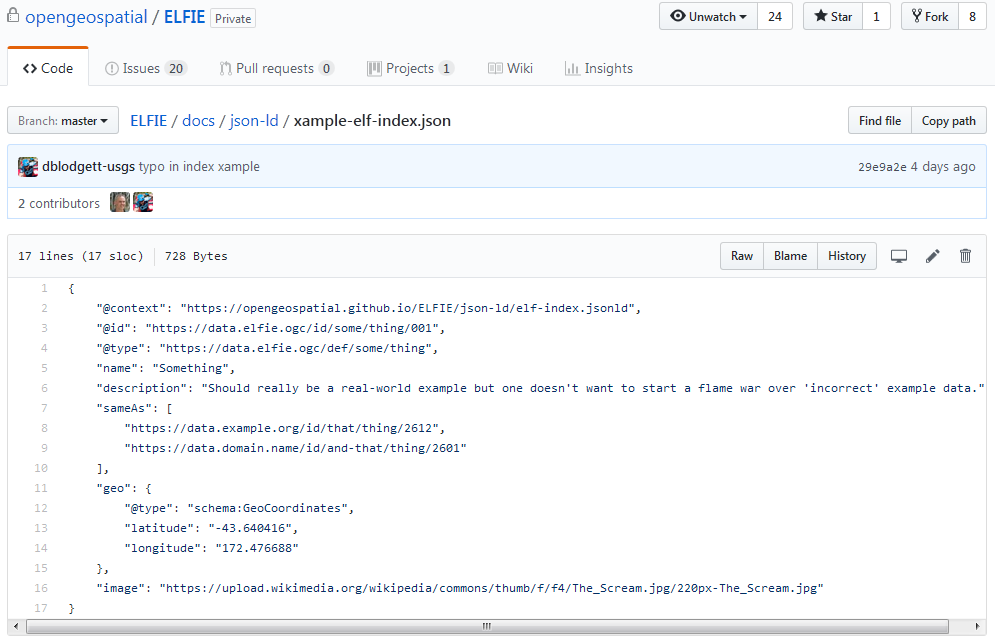 opengeospatial / ELFIE Private
Unwatch 24 Star 1 Fork 8
Code Issues 20 Pull requests 0 Projects 1 Wiki Insights
Branch: master ELFIE / docs / json-ld / xample-elf-index.json Find file Copy path
dblodgett-usgs typo in index xample 29e9a2e 4 days ago
2 contributors
17 lines (17 sloc) 728 Bytes Raw Blame History
1 {
2 "@context": "https://opengeospatial.github.io/ELFIE/json-ld/elf-index.jsonld",
3 "@id": "https://data.elfie.ogc/id/some/thing/001",
4 "@type": "https://data.elfie.ogc/def/some/thing",
5 "name": "Something",
6 "description": "Should really be a real-world example but one doesn't want to start a flame war over 'incorrect' example data."
7 "sameAs": [
8 "https://data.example.org/id/that/thing/2612",
9 "https://data.domain.name/id/and-that/thing/2601"
10 ],
11 "geo": {
12 "@type": "schema:GeoCoordinates",
13 "latitude": "-43.640416",
14 "longitude": "172.476688"
15 },
16 "image": "https://upload.wikimedia.org/wikipedia/commons/thumb/f/f4/The_Scream.jpg/220px-The_Scream.jpg"
17 }